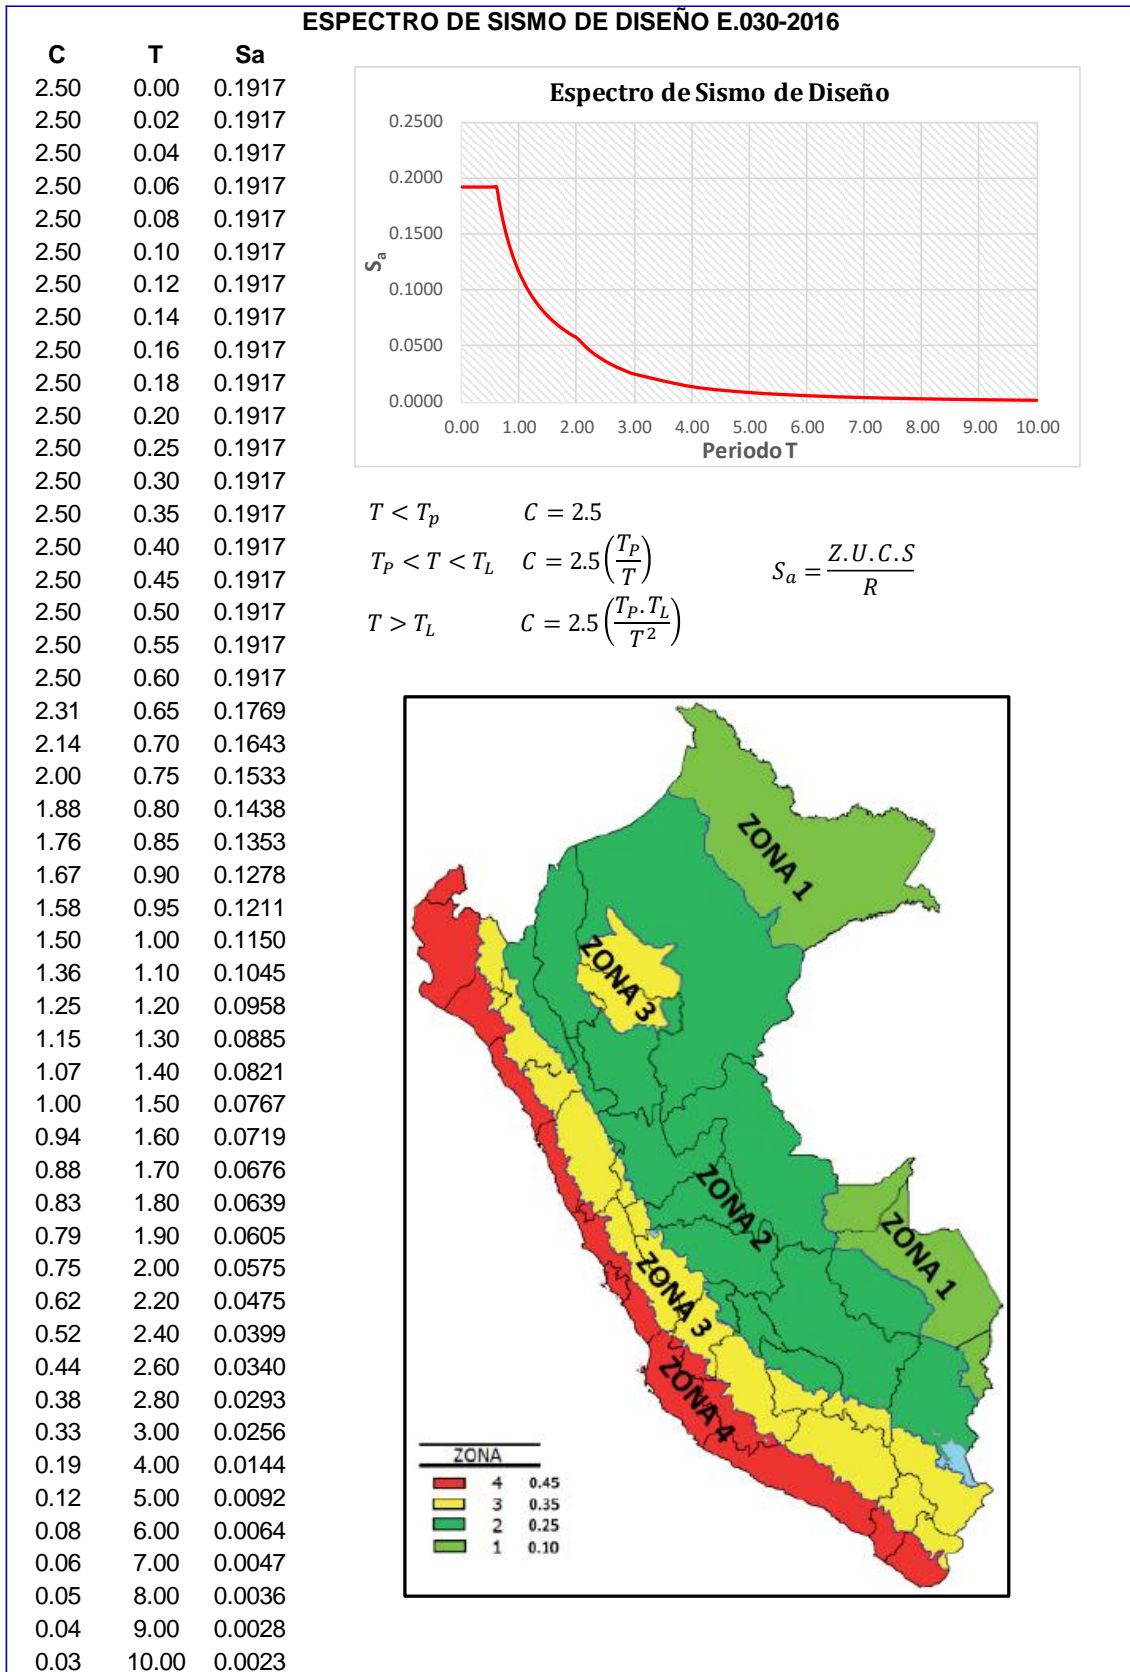 ESPECTRO DE SISMO DE DISEÑO E.030-2016
C T Sa
2.50 0.00 0.1917
2.50 0.02 0.1917
2.50 0.04 0.1917
2.50 0.06 0.1917
2.50 0.08 0.1917
2.50 0.10 0.1917
2.50 0.12 0.1917
2.50 0.14 0.1917
2.50 0.16 0.1917
2.50 0.18 0.1917
2.50 0.20 0.1917
2.50 0.25 0.1917
2.50 0.30 0.1917
2.50 0.35 0.1917
2.50 0.40 0.1917
2.50 0.45 0.1917
2.50 0.50 0.1917
2.50 0.55 0.1917
2.50 0.60 0.1917
2.31 0.65 0.1769
2.14 0.70 0.1643
2.00 0.75 0.1533
1.88 0.80 0.1438
1.76 0.85 0.1353
1.67 0.90 0.1278
1.58 0.95 0.1211
1.50 1.00 0.1150
1.36 1.10 0.1045
1.25 1.20 0.0958
1.15 1.30 0.0885
1.07 1.40 0.0821
1.00 1.50 0.0767
0.94 1.60 0.0719
0.88 1.70 0.0676
0.83 1.80 0.0639
0.79 1.90 0.0605
0.75 2.00 0.0575
0.62 2.20 0.0475
0.52 2.40 0.0399
0.44 2.60 0.0340
0.38 2.80 0.0293
0.33 3.00 0.0256
0.19 4.00 0.0144
0.12 5.00 0.0092
0.08 6.00 0.0064
0.06 7.00 0.0047
0.05 8.00 0.0036
0.04 9.00 0.0028
0.03 10.00 0.0023
Espectro de Sismo de Diseño
0.2500
0.2000
0.1500
0.1000
0.0500
0.0000
Sa
0.00 1.00 2.00 3.00 4.00 5.00 6.00 7.00 8.00 9.00 10.00
Periodo T
T < Tp C = 2.5
TP < T < TL C = 2.5(TP/T)
T > TL C = 2.5(TP.TL/T²)
Sa = Z.U.C.S/R
ZONA 1
ZONA 3
ZONA 2
ZONA 1
ZONA 3
ZONA 4
ZONA
4 0.45
3 0.35
2 0.25
1 0.10